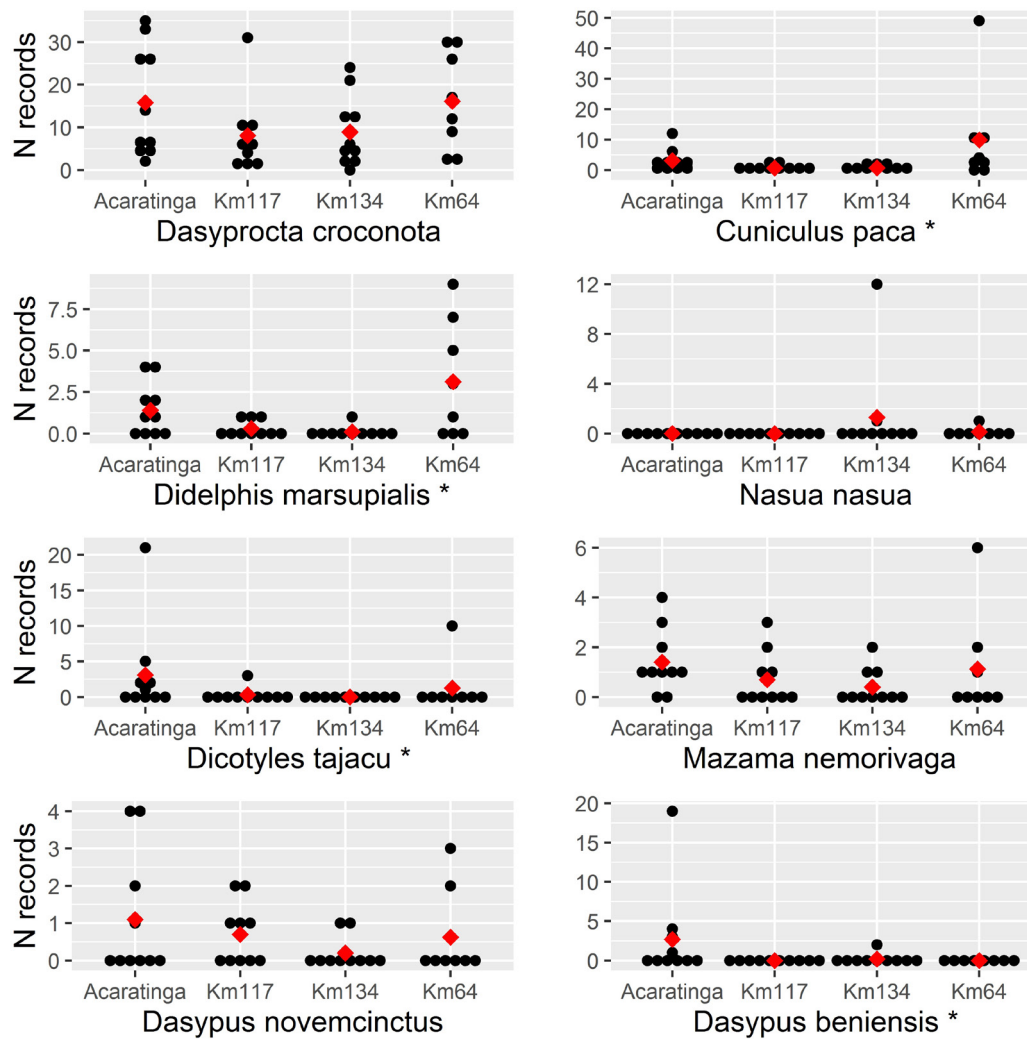 N records
30
20
10
0
Acaratinga Km117 Km134 Km64
Dasyprocta croconota
50
40
30
20
10
0
Acaratinga Km117 Km134 Km64
Cuniculus paca *
N records
7.5
5.0
2.5
0.0
Acaratinga Km117 Km134 Km64
Didelphis marsupialis *
12
8
4
0
Acaratinga Km117 Km134 Km64
Nasua nasua
N records
20
15
10
5
0
Acaratinga Km117 Km134 Km64
Dicotyles tajacu *
6
4
2
0
Acaratinga Km117 Km134 Km64
Mazama nemorivaga
N records
4
3
2
1
0
Acaratinga Km117 Km134 Km64
Dasypus novemcinctus
20
15
10
5
0
Acaratinga Km117 Km134 Km64
Dasypus beniensis *